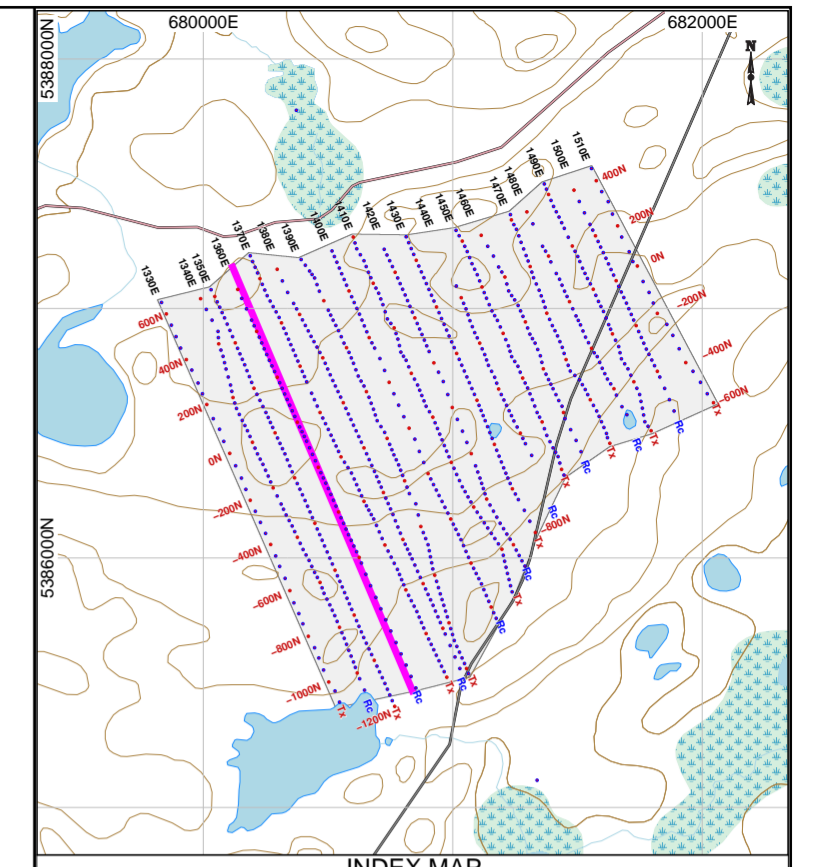 680000E
682000E
5388000N
N
1510E
1500E
1490E
1480E
1470E
1460E
1450E
1440E
1430E
1420E
1410E
1400E
1390E
1380E
1370E
1360E
1350E
1340E
1330E
400N
200N
0N
-200N
-400N
-600N
600N
400N
200N
0N
-200N
-400N
-600N
-800N
-1000N
-1200N
-800N
5386000N
Tx
Rc
Tx
Rc
Tx
Rc
Tx
Rc
Tx
Rc
Tx
Rc
Tx
Rc
Tx
Rc
Tx
INDEX MAP